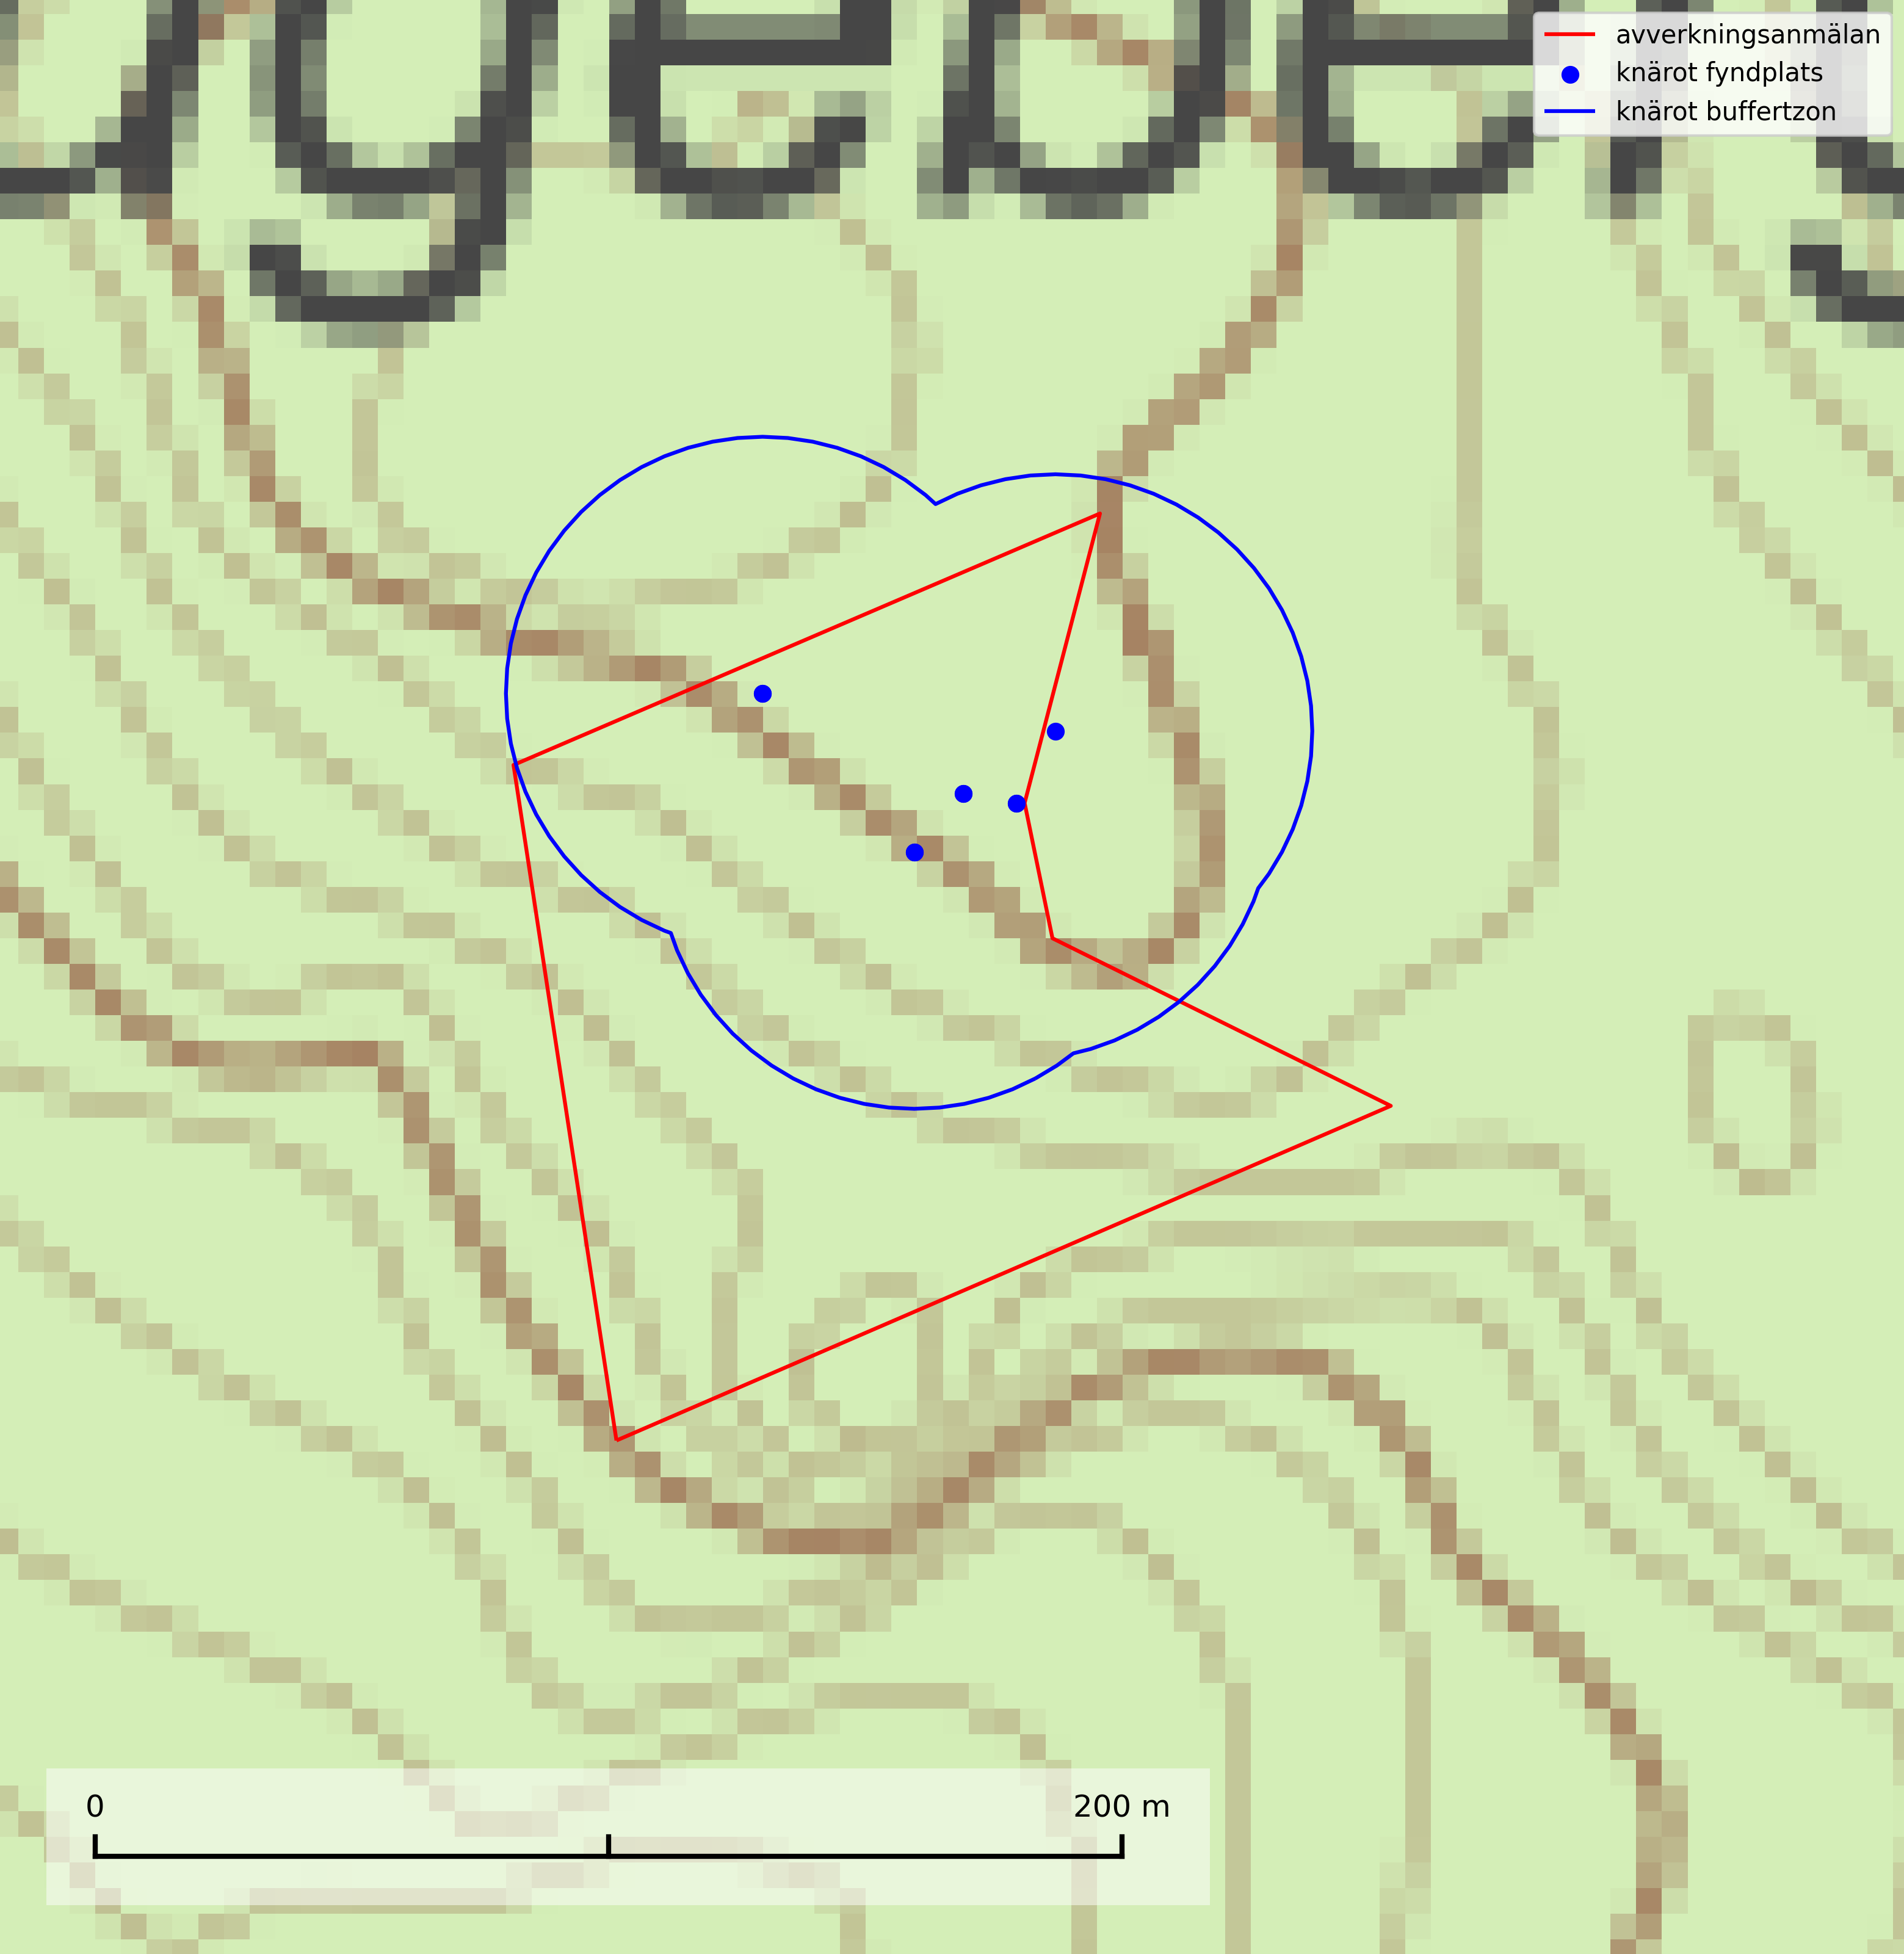 avverkningsanmälan
knärot fyndplats
knärot buffertzon
0
200 m